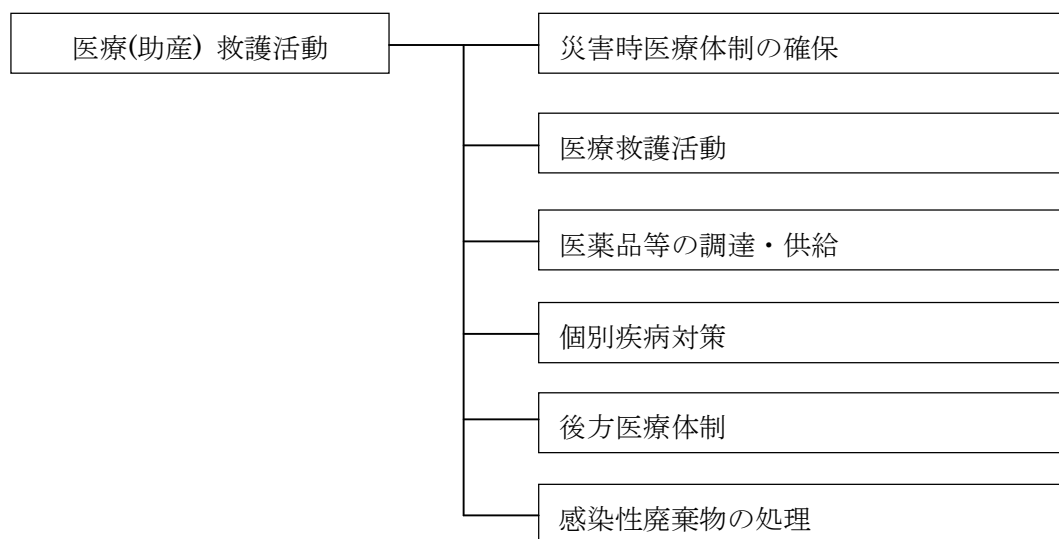 医療(助産) 救護活動
災害時医療体制の確保
医療救護活動
医薬品等の調達・供給
個別疾病対策
後方医療体制
感染性廃棄物の処理